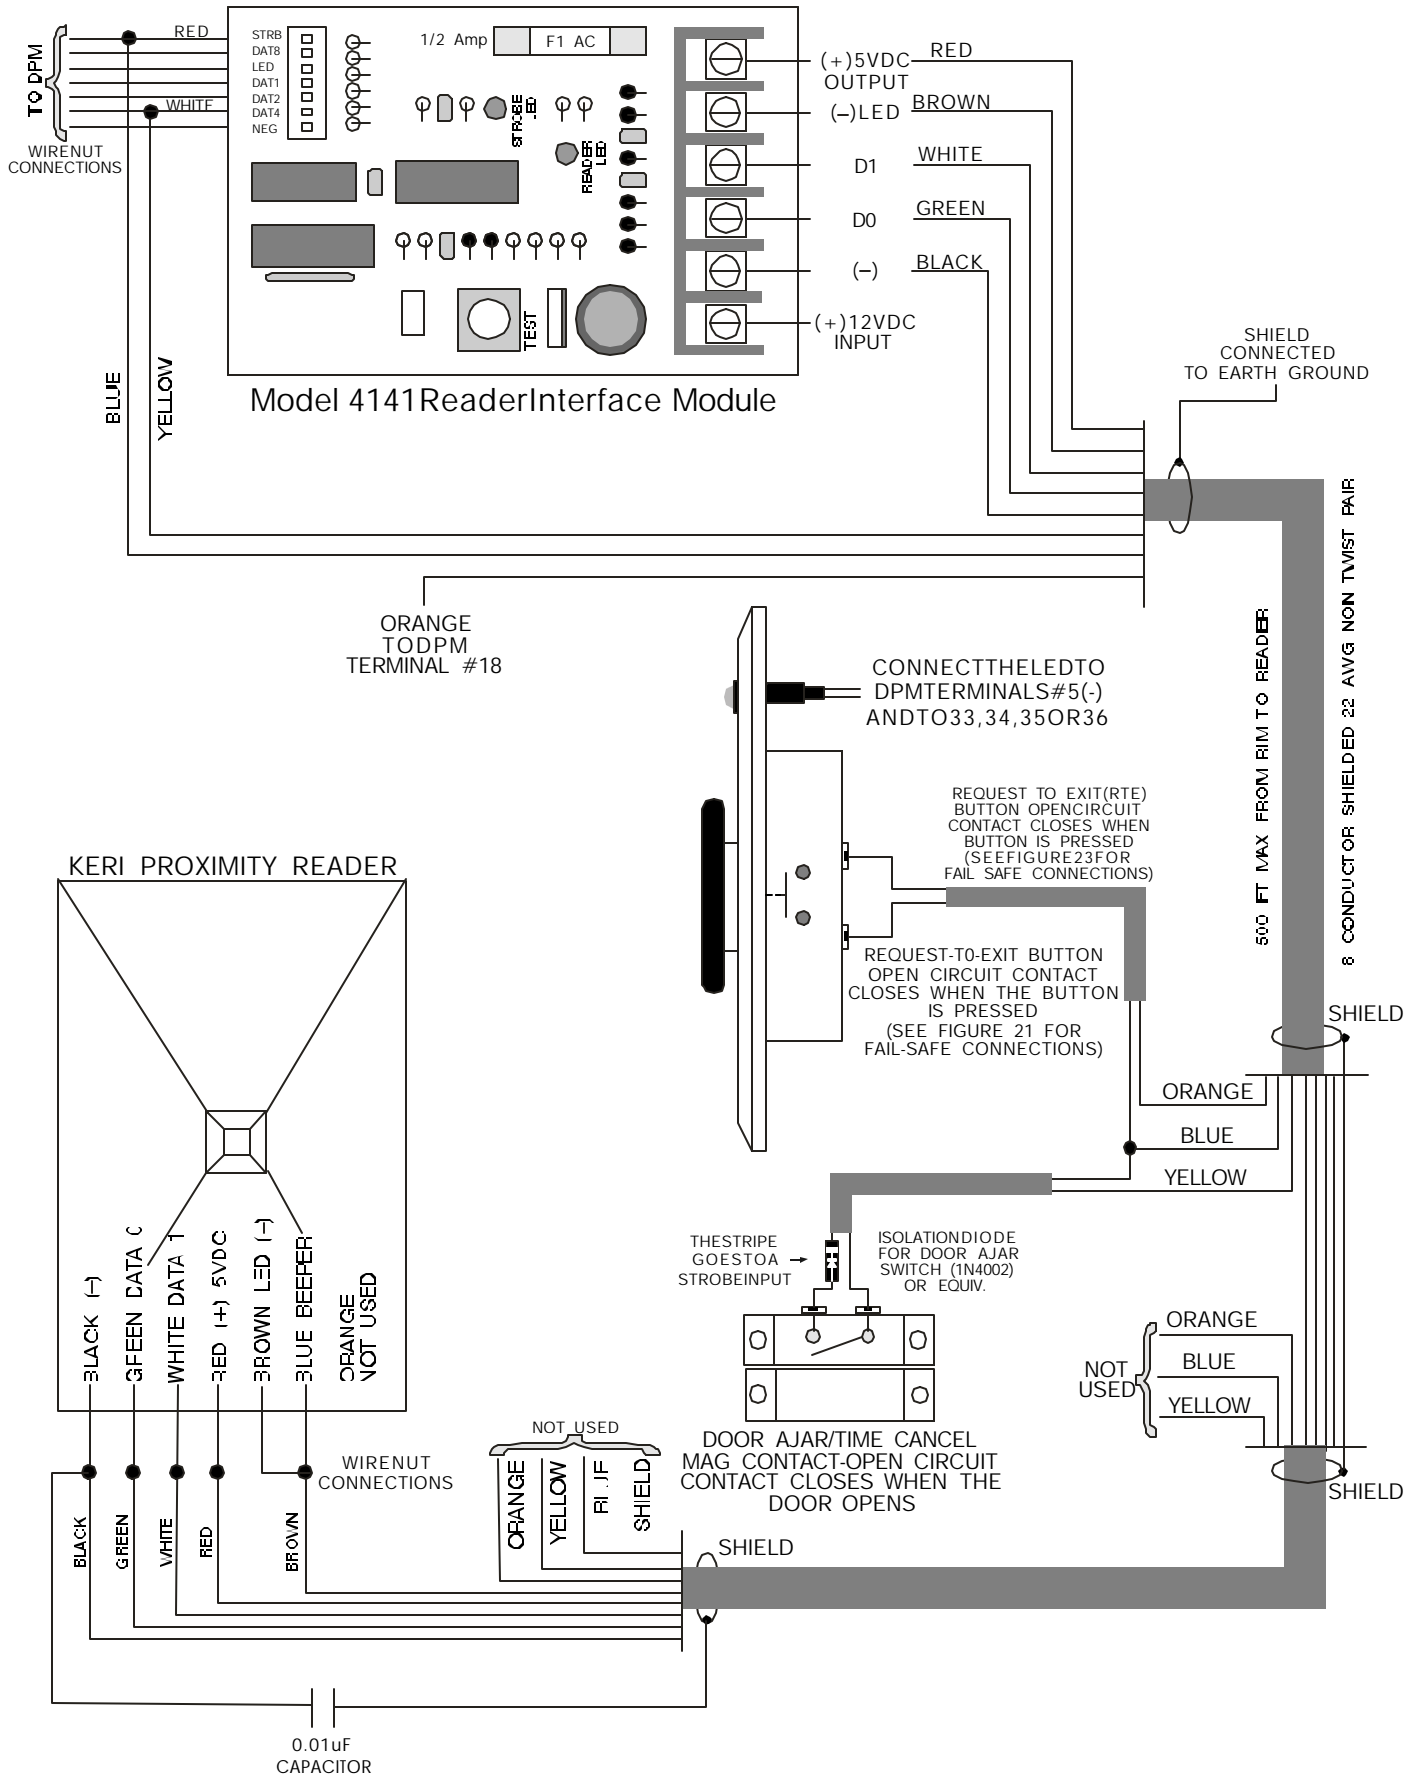 TO DPM
RED
WHITE
WIRENUT
CONNECTIONS
STRB
DAT8
LED
DAT1
DAT2
DAT4
NEG
1/2 Amp
F1 AC
STROBE
LED
READER
LED
TEST
(+)5VDC
OUTPUT
RED
(–)LED
BROWN
D1
WHITE
D0
GREEN
(–)
BLACK
(+)12VDC
INPUT
Model 4141ReaderInterface Module
BLUE
YELLOW
SHIELD
CONNECTED
TO EARTH GROUND
ORANGE
TODPM
TERMINAL #18
500 FT MAX FROM RIM TO READER
8 CONDUCTOR SHIELDED 22 AWG NON TWIST PAIR
CONNECTTHELEDTO
DPMTERMINALS#5(-)
ANDTO33,34,35OR36
REQUEST TO EXIT(RTE)
BUTTON OPENCIRCUIT
CONTACT CLOSES WHEN
BUTTON IS PRESSED
(SEEFIGURE23FOR
FAIL SAFE CONNECTIONS)
REQUEST-T0-EXIT BUTTON
OPEN CIRCUIT CONTACT
CLOSES WHEN THE BUTTON
IS PRESSED
(SEE FIGURE 21 FOR
FAIL-SAFE CONNECTIONS)
SHIELD
ORANGE
BLUE
YELLOW
KERI PROXIMITY READER
BLACK (–)
GREEN DATA 0
WHITE DATA 1
RED (+) 5VDC
BROWN LED (–)
BLUE BEEPER
ORANGE
NOT USED
THESTRIPE
GOESTOA
STROBEINPUT
ISOLATIONDIODE
FOR DOOR AJAR
SWITCH (1N4002)
OR EQUIV.
DOOR AJAR/TIME CANCEL
MAG CONTACT-OPEN CIRCUIT
CONTACT CLOSES WHEN THE
DOOR OPENS
NOT
USED
ORANGE
BLUE
YELLOW
SHIELD
WIRENUT
CONNECTIONS
NOT USED
ORANGE
YELLOW
BLUE
SHIELD
SHIELD
BLACK
GREEN
WHITE
RED
BROWN
0.01uF
CAPACITOR